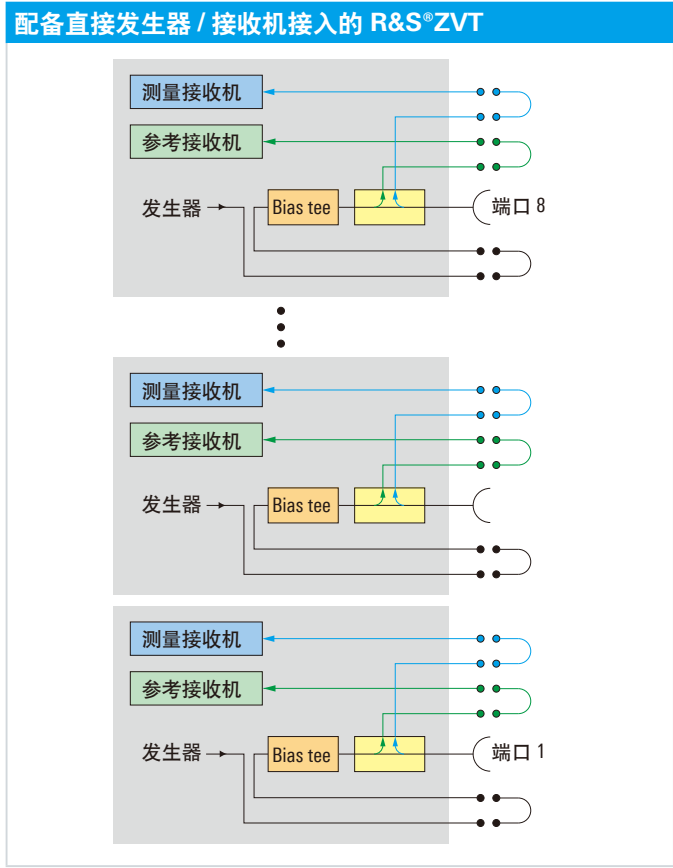 配备直接发生器 / 接收机接入的 R&S®ZVT
测量接收机
参考接收机
发生器 Bias tee 端口 8
测量接收机
参考接收机
发生器 Bias tee
测量接收机
参考接收机
发生器 Bias tee 端口 1